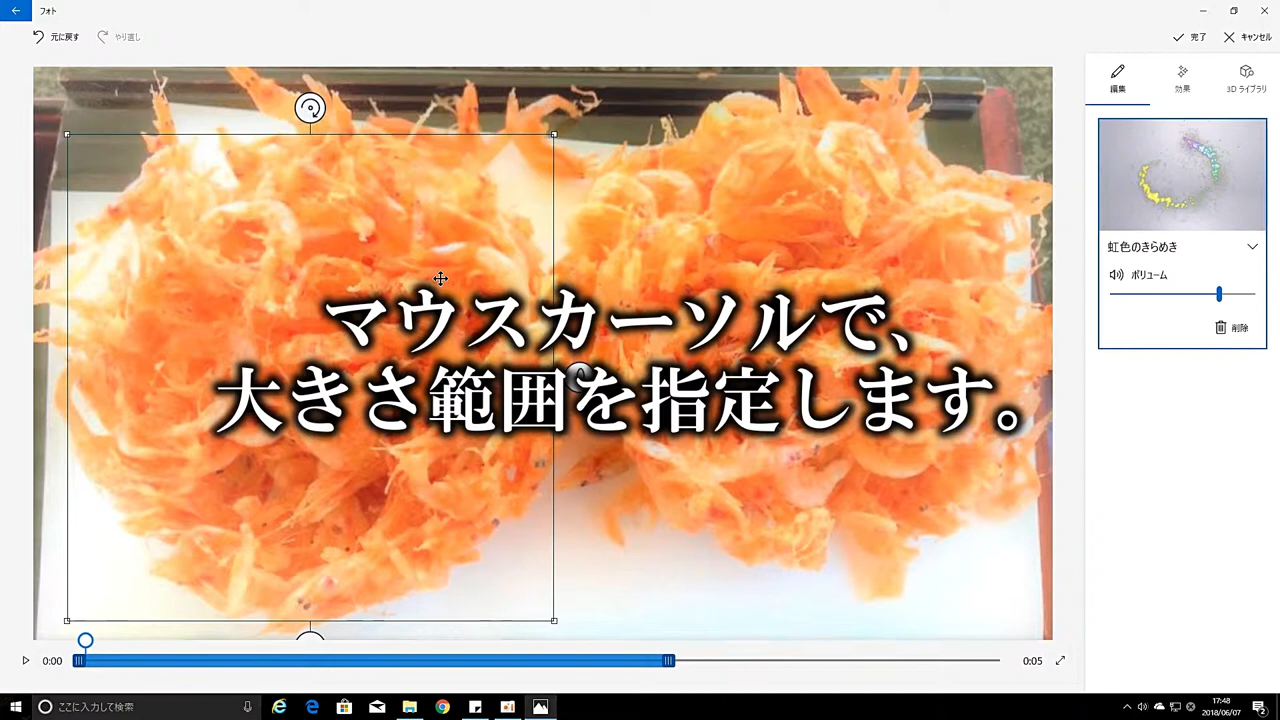 フォト
元に戻す
やり直し
完了
キャンセル
編集
効果
3D ライブラリ
虹色のきらめき
ボリューム
削除
マウスカーソルで、
大きさ範囲を指定します。
0:00
0:05
ここに入力して検索
17:48
2018/06/07
2